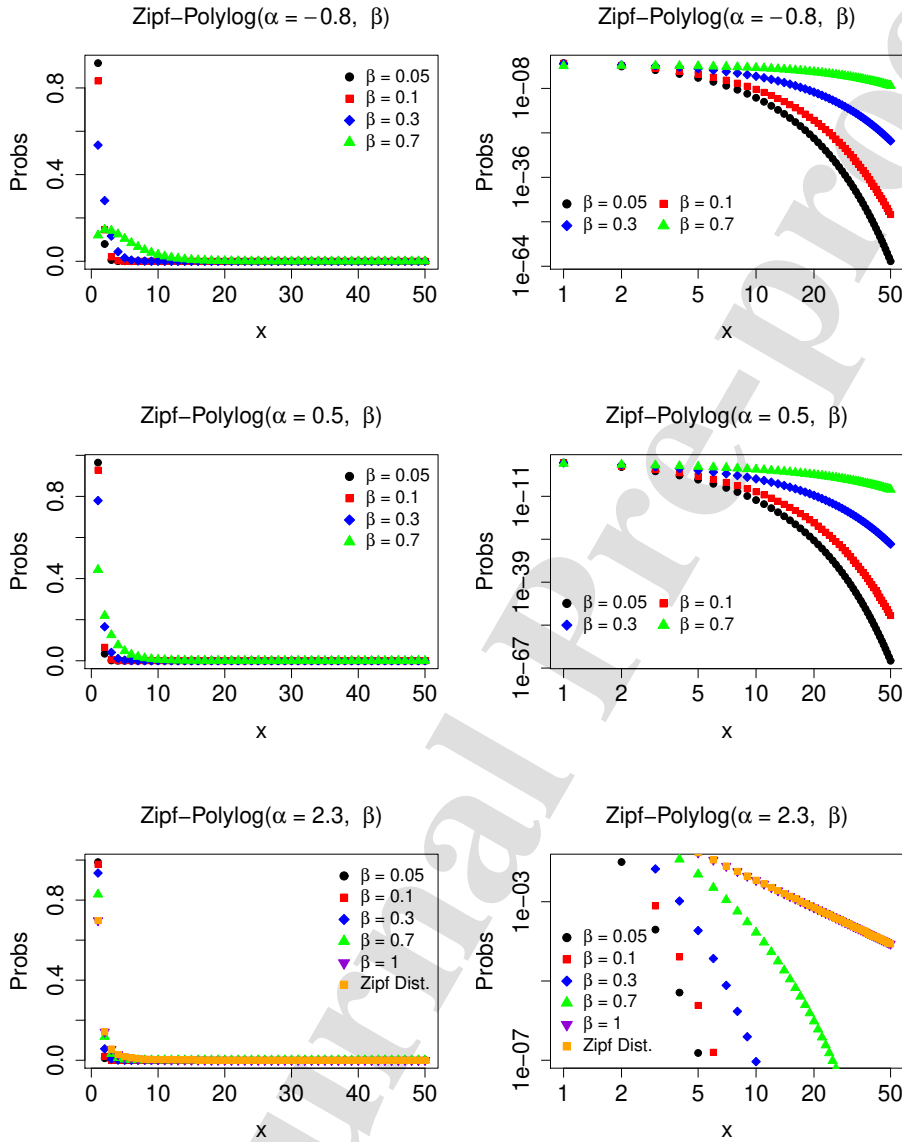 Zipf−Polylog(α = −0.8, β)
Probs
0.0 0.4 0.8
β = 0.05
β = 0.1
β = 0.3
β = 0.7
0 10 20 30 40 50
x
Zipf−Polylog(α = −0.8, β)
Probs
1e−64 1e−36 1e−08
β = 0.05 β = 0.1
β = 0.3 β = 0.7
1 2 5 10 20 50
x
Zipf−Polylog(α = 0.5, β)
Probs
0.0 0.4 0.8
β = 0.05
β = 0.1
β = 0.3
β = 0.7
0 10 20 30 40 50
x
Zipf−Polylog(α = 0.5, β)
Probs
1e−67 1e−39 1e−11
β = 0.05 β = 0.1
β = 0.3 β = 0.7
1 2 5 10 20 50
x
Zipf−Polylog(α = 2.3, β)
Probs
0.0 0.4 0.8
β = 0.05
β = 0.1
β = 0.3
β = 0.7
β = 1
Zipf Dist.
0 10 20 30 40 50
x
Zipf−Polylog(α = 2.3, β)
Probs
1e−07 1e−03
β = 0.05
β = 0.1
β = 0.3
β = 0.7
β = 1
Zipf Dist.
1 2 5 10 20 50
x
urnal Pre-proo